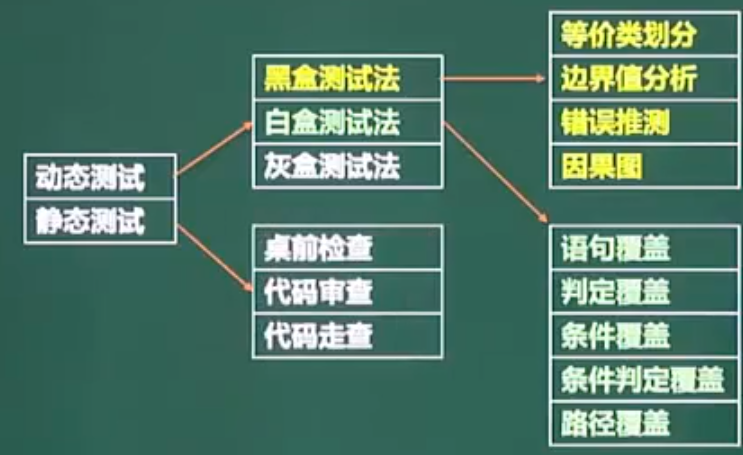 动态测试
静态测试
黑盒测试法
白盒测试法
灰盒测试法
桌前检查
代码审查
代码走查
等价类划分
边界值分析
错误推测
因果图
语句覆盖
判定覆盖
条件覆盖
条件判定覆盖
路径覆盖